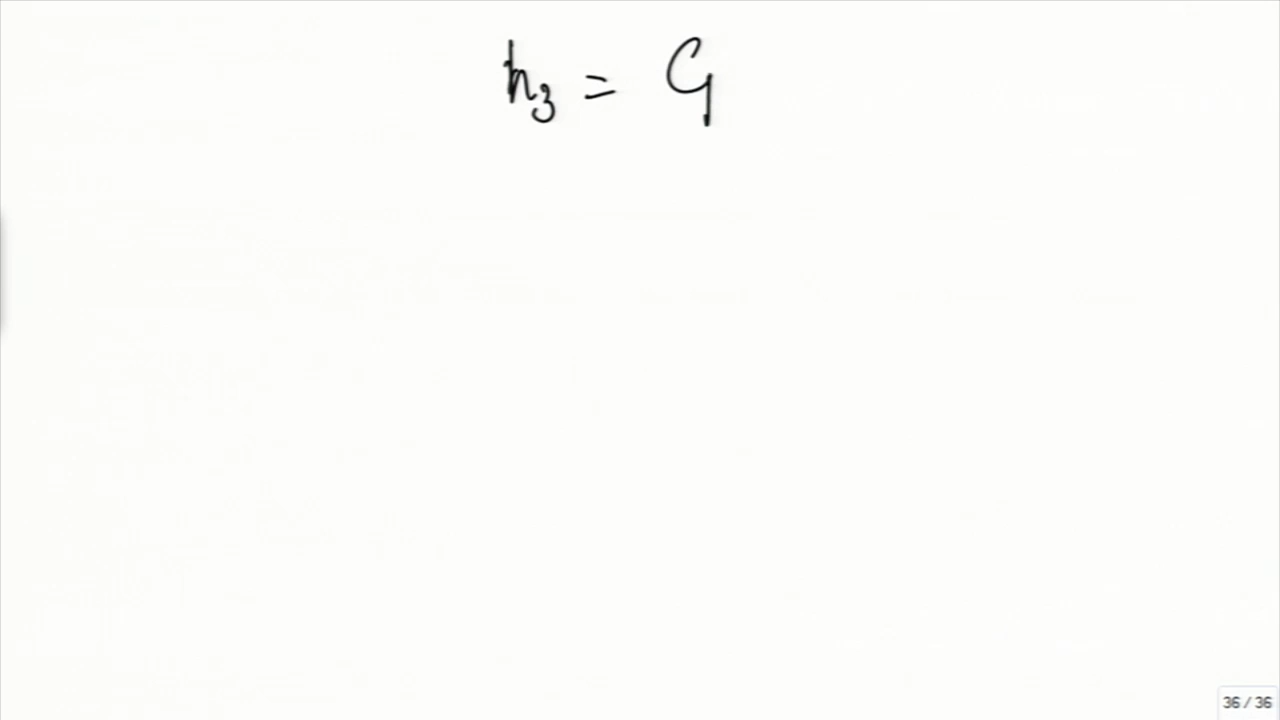 h₃ = G
36 / 36